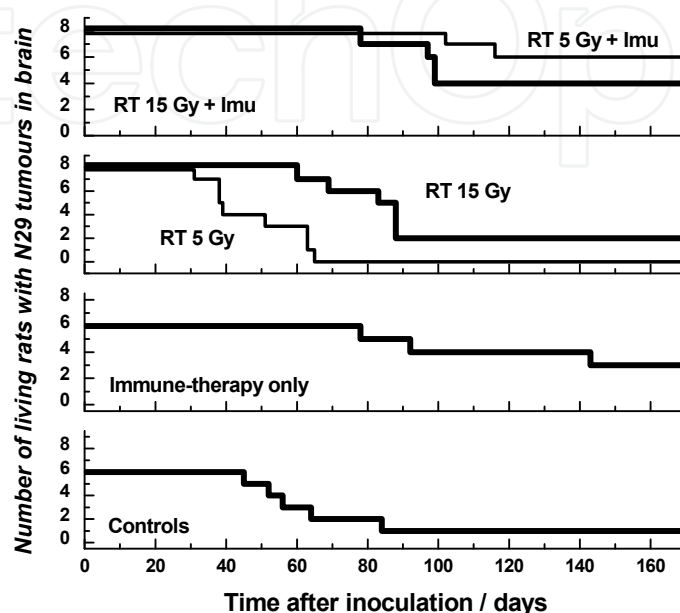 techOp
Number of living rats with N29 tumours in brain
8
6
4
2
0
RT 5 Gy + Imu
RT 15 Gy + Imu
8
6
4
2
0
RT 15 Gy
RT 5 Gy
8
6
4
2
0
Immune-therapy only
8
6
4
2
0
Controls
0 20 40 60 80 100 120 140 160
Time after inoculation / days